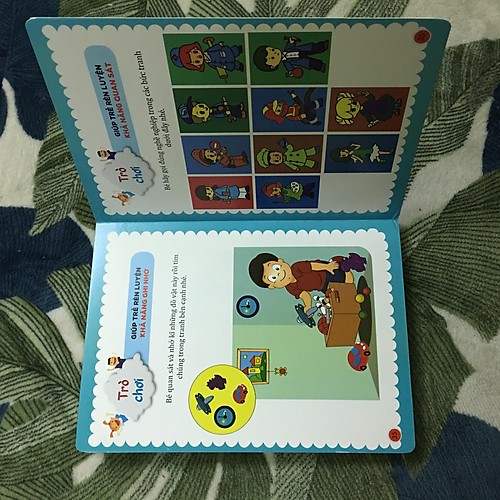 Trò
chơi
GIÚP TRẺ RÈN LUYỆN
KHẢ NĂNG QUAN SÁT
Bé hãy gọi đúng nghề nghiệp trong các bức tranh
dưới đây nhé.
Trò
chơi
GIÚP TRẺ RÈN LUYỆN
KHẢ NĂNG GHI NHỚ
Bé quan sát và nhớ kĩ những đồ vật này rồi tìm
chúng trong tranh bên cạnh nhé.